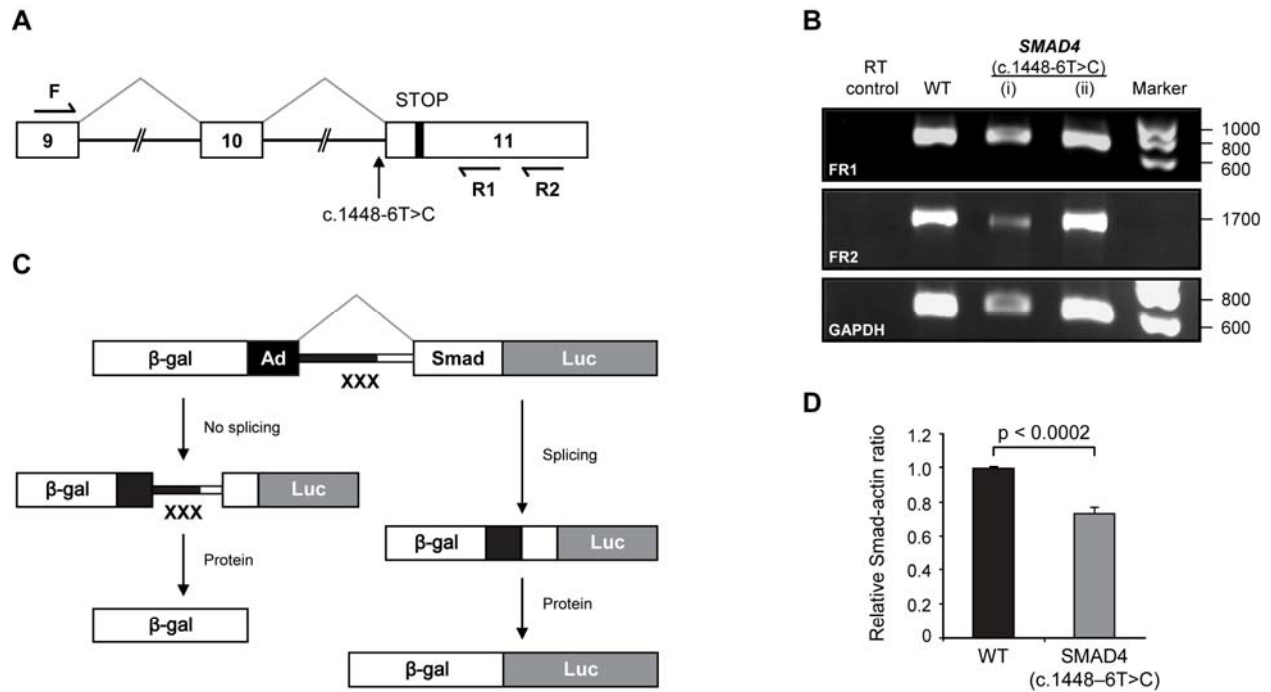 A
F
STOP
9
10
11
R1
R2
c.1448-6T>C
B
SMAD4
(c.1448-6T>C)
RT
control
WT
(i)
(ii)
Marker
1000
800
600
FR1
1700
FR2
800
600
GAPDH
C
β-gal
Ad
Smad
Luc
XXX
No splicing
Splicing
β-gal
Luc
XXX
β-gal
Luc
Protein
Protein
β-gal
β-gal
Luc
D
p < 0.0002
Relative Smad-actin ratio
1.2
1.0
0.8
0.6
0.4
0.2
0
WT
SMAD4
(c.1448–6T>C)